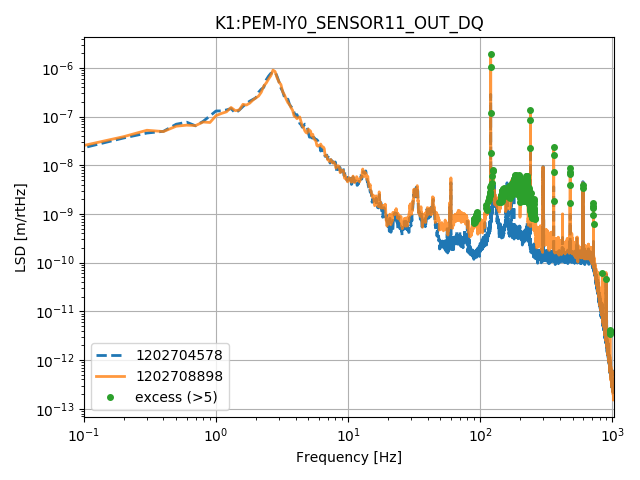 K1:PEM-IY0_SENSOR11_OUT_DQ
LSD [m/rtHz]
10⁻⁶
10⁻⁷
10⁻⁸
10⁻⁹
10⁻¹⁰
10⁻¹¹
10⁻¹²
10⁻¹³
1202704578
1202708898
excess (>5)
10⁻¹ 10⁰ 10¹ 10² 10³
Frequency [Hz]